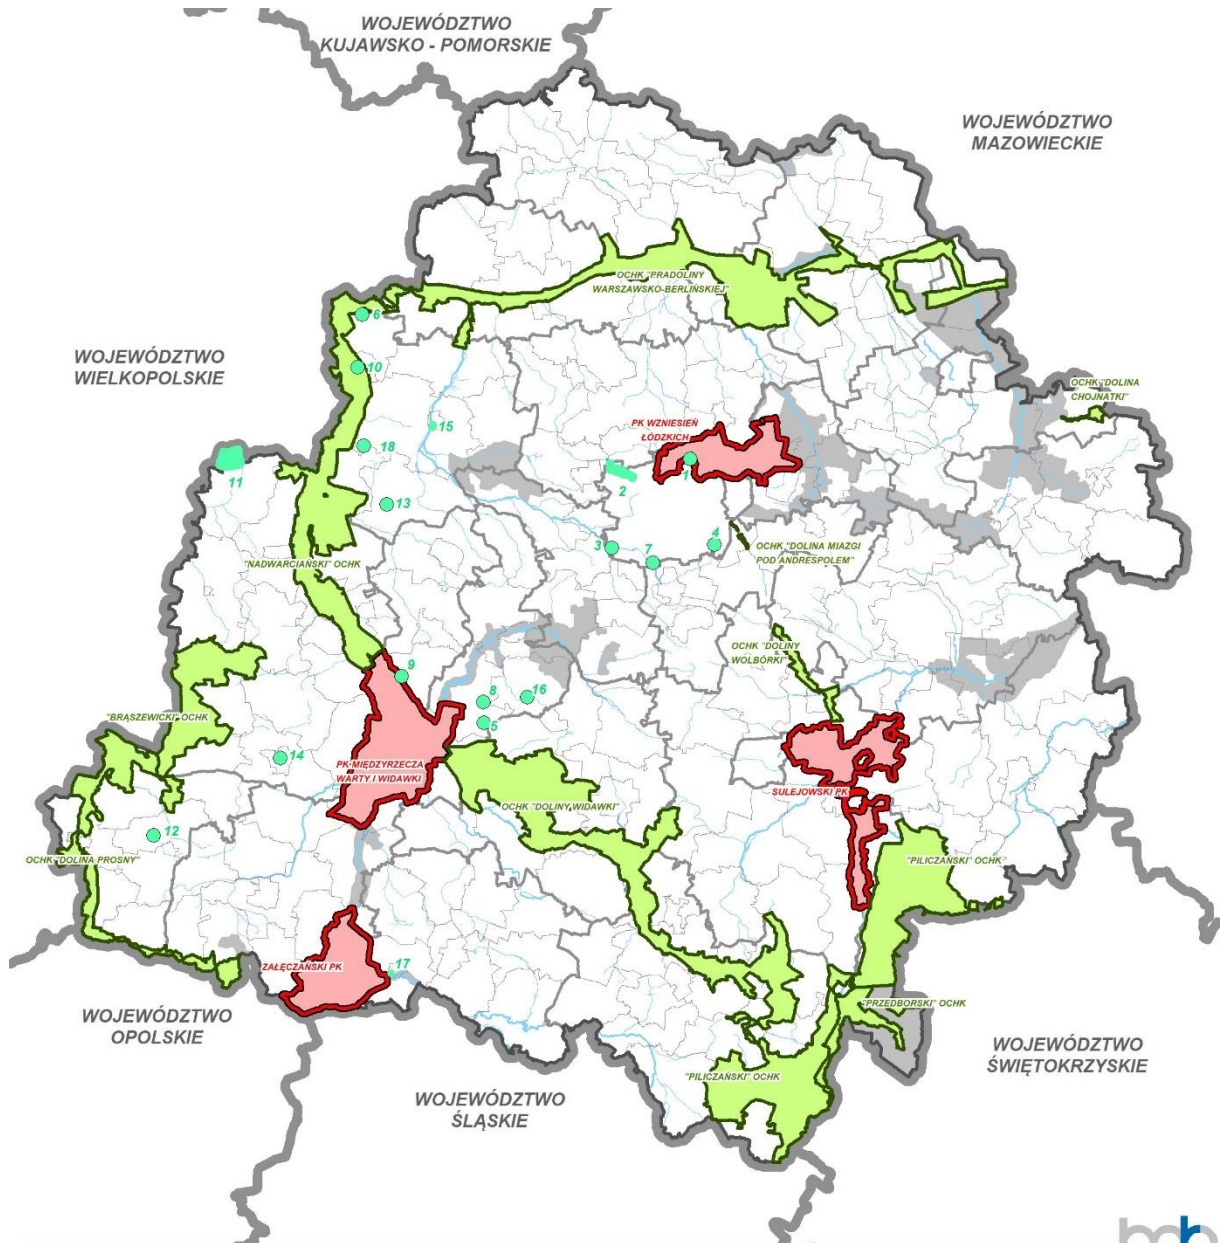 WOJEWÓDZTWO
KUJAWSKO - POMORSKIE
WOJEWÓDZTWO
MAZOWIECKIE
OCHK "PRADOLINY
WARSZAWSKO-BERLIŃSKIEJ"
6
WOJEWÓDZTWO
WIELKOPOLSKIE
10
OCHK "DOLINA
CHOJNATKI"
15
PK WZNIESIEŃ
ŁÓDZKICH
18
1
11
2
13
4
3
7
OCHK "DOLINA MIAZGI
POD ANDRESPOLEM"
"NADWARCIAŃSKI" OCHK
OCHK "DOLINY
WOLBÓRKI"
9
8
16
5
"BRĄSZEWICKI" OCHK
14
PK MIĘDZYRZECZA
WARTY I WIDAWKI
SULEJOWSKI PK
OCHK "DOLINY WIDAWKI"
12
OCHK "DOLINA PROSNY"
"PILICZAŃSKI" OCHK
ZAŁĘCZAŃSKI PK
17
"PRZEDBORSKI" OCHK
WOJEWÓDZTWO
OPOLSKIE
WOJEWÓDZTWO
ŚWIĘTOKRZYSKIE
"PILICZAŃSKI" OCHK
WOJEWÓDZTWO
ŚLĄSKIE